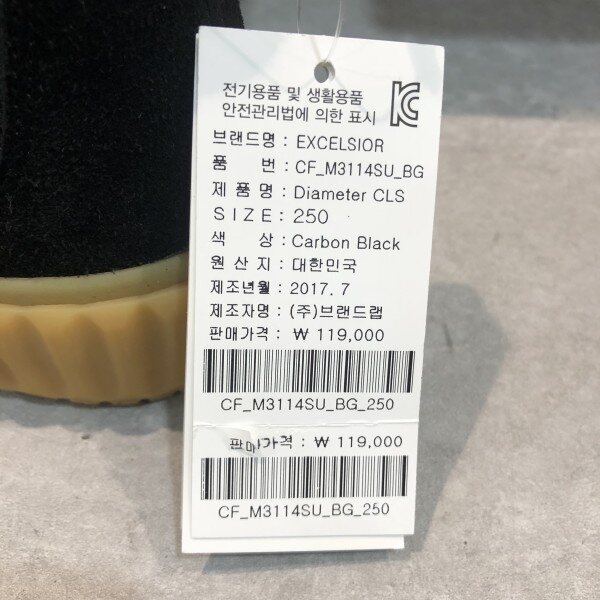 전기용품 및 생활용품
안전관리법에 의한 표시
브랜드명 : EXCELSIOR
품 번 : CF_M3114SU_BG
제 품 명 : Diameter CLS
S I Z E : 250
색 상 : Carbon Black
원 산 지 : 대한민국
제조년월 : 2017. 7
제조자명 : (주)브랜드랩
판매가격 : ₩ 119,000
CF_M3114SU_BG_250
판매가격 : ₩ 119,000
CF_M3114SU_BG_250